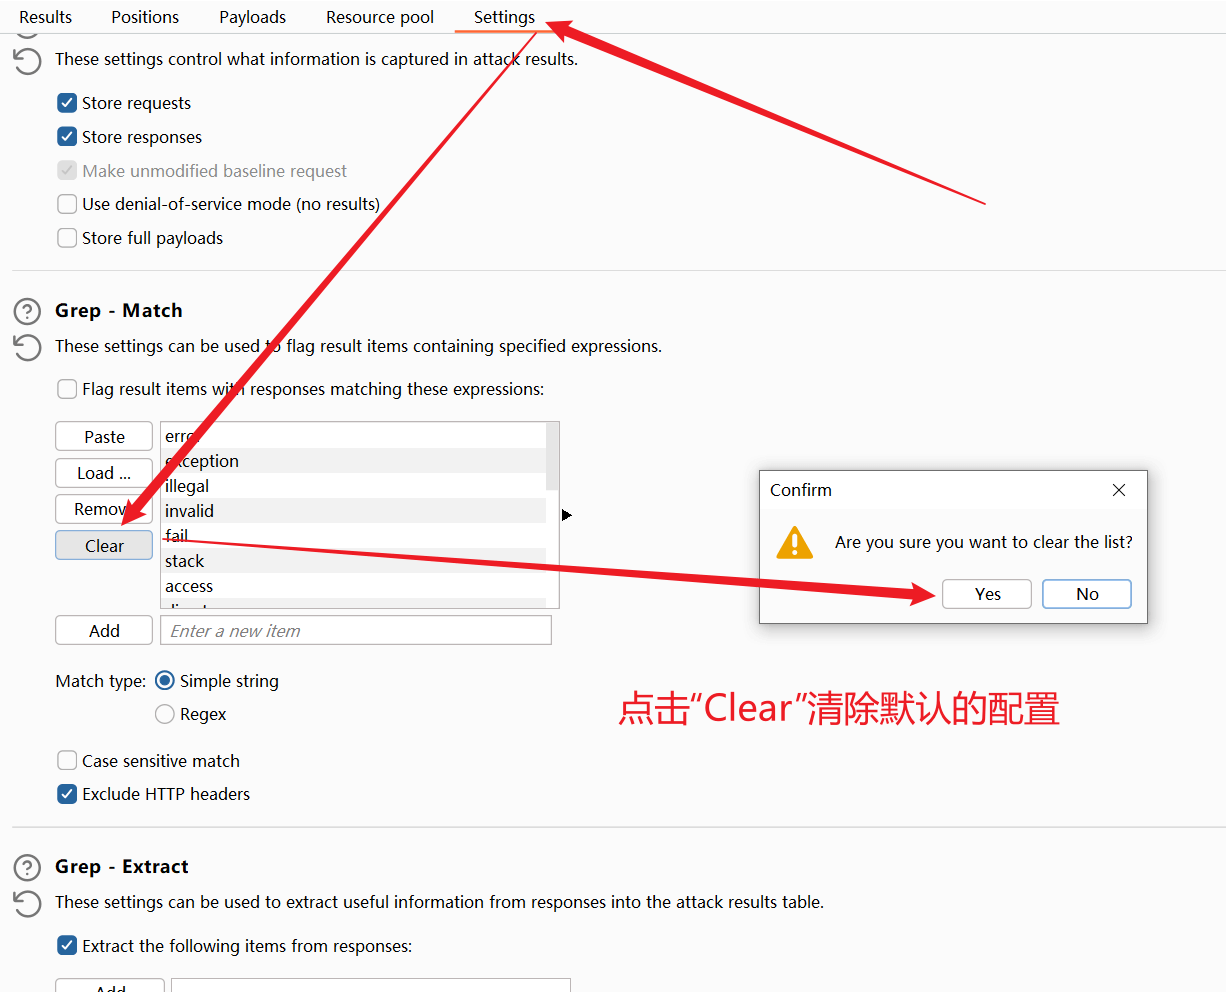 Results Positions Payloads Resource pool Settings
These settings control what information is captured in attack results.
Store requests
Store responses
Make unmodified baseline request
Use denial-of-service mode (no results)
Store full payloads
Grep - Match
These settings can be used to flag result items containing specified expressions.
Flag result items with responses matching these expressions:
Paste
Load ...
Remove
Clear
error
exception
illegal
invalid
fail
stack
access
Add
Enter a new item
Confirm
Are you sure you want to clear the list?
Yes No
Match type: Simple string
Regex
点击“Clear”清除默认的配置
Case sensitive match
Exclude HTTP headers
Grep - Extract
These settings can be used to extract useful information from responses into the attack results table.
Extract the following items from responses:
Add